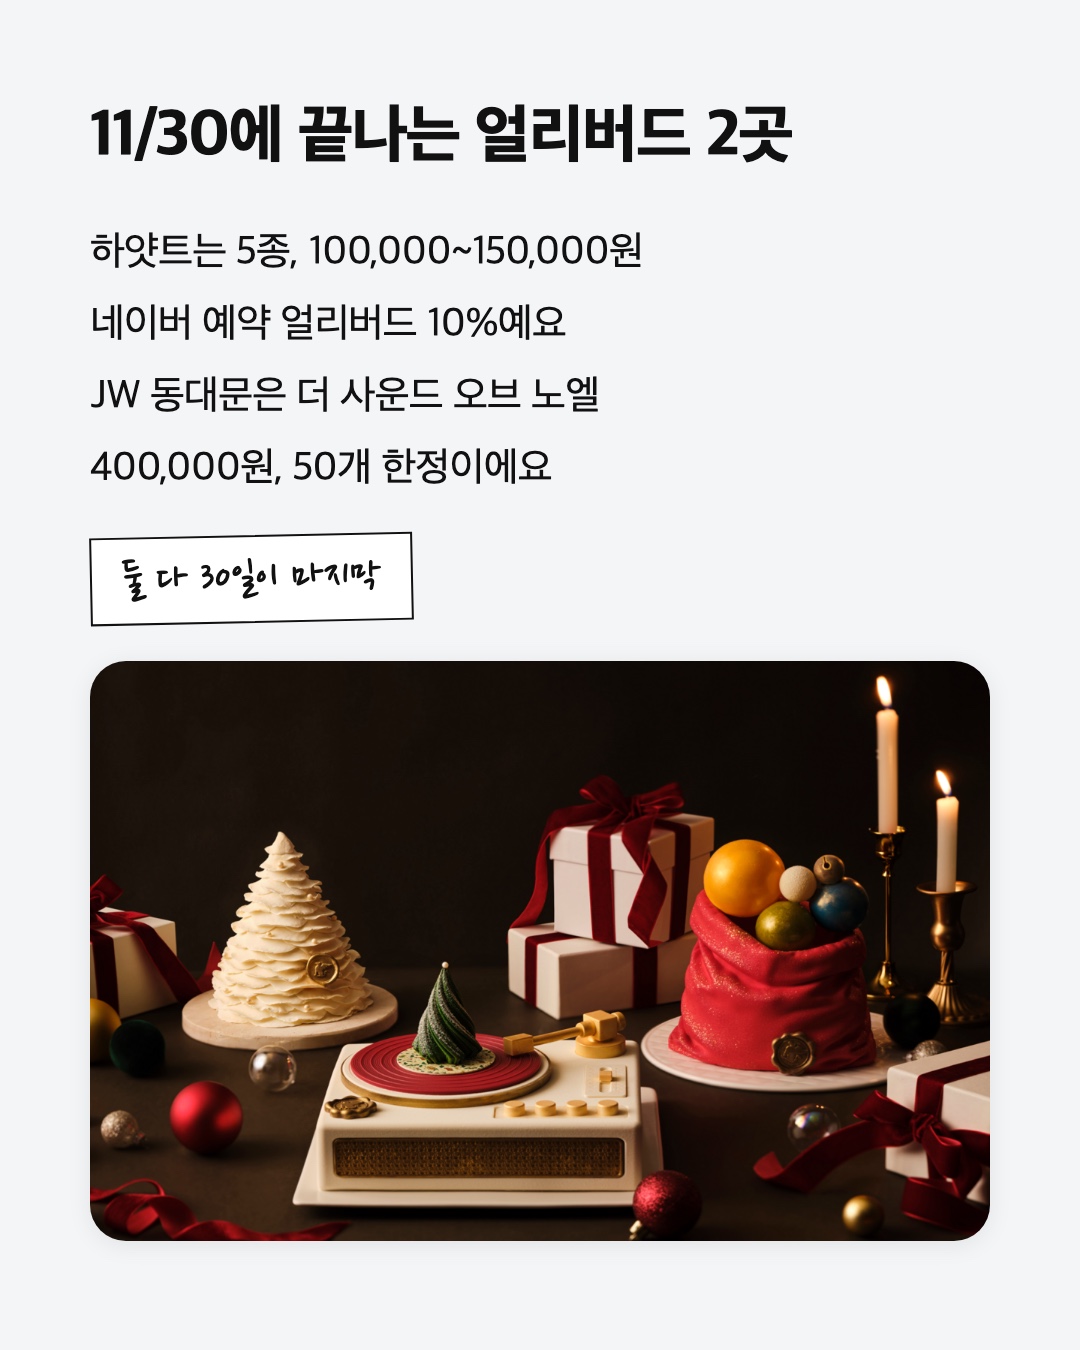 11/30에 끝나는 얼리버드 2곳
하얏트는 5종, 100,000~150,000원
네이버 예약 얼리버드 10%예요
JW 동대문은 더 사운드 오브 노엘
400,000원, 50개 한정이에요
둘 다 30일이 마지막